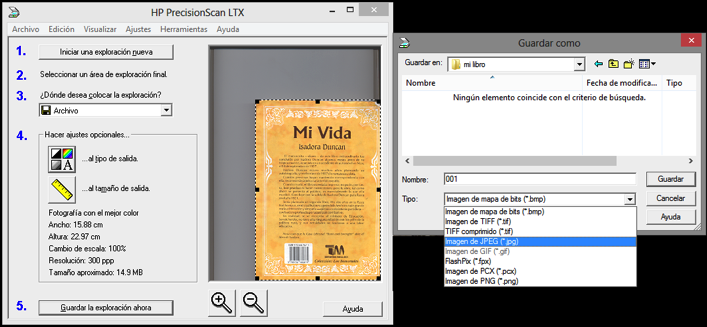 HP PrecisionScan LTX
Archivo Edición Visualizar Ajustes Herramientas Ayuda
1. Iniciar una exploración nueva
2. Seleccionar un área de exploración final.
3. ¿Dónde desea colocar la exploración?
Archivo
4. Hacer ajustes opcionales...
A
...al tipo de salida.
...al tamaño de salida.
Fotografía con el mejor color
Ancho: 15.88 cm
Altura: 22.97 cm
Cambio de escala: 100%
Resolución: 300 ppp
Tamaño aproximado: 14.9 MB
5. Guardar la exploración ahora
Mi Vida
Isadora Duncan
TM
Ayuda
Guardar como
Guardar en: mi libro
Nombre Fecha de modifica... Tipo
Ningún elemento coincide con el criterio de búsqueda.
Nombre: 001 Guardar
Tipo: Imagen de mapa de bits (*.bmp) Cancelar
Ayuda
Imagen de mapa de bits (*.bmp)
Imagen de TIFF (*.tif)
TIFF comprimido (*.tif)
Imagen de JPEG (*.jpg)
Imagen de GIF (*.gif)
FlashPix (*.fpx)
Imagen de PCX (*.pcx)
Imagen de PNG (*.png)